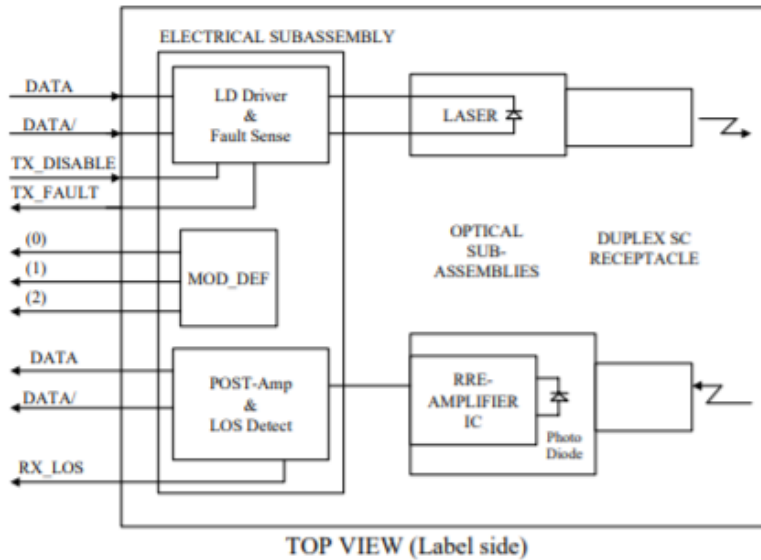 ELECTRICAL SUBASSEMBLY
DATA
DATA/
TX_DISABLE
TX_FAULT
LD Driver
&
Fault Sense
LASER
(0)
(1)
(2)
MOD_DEF
OPTICAL
SUB-
ASSEMBLIES
DUPLEX SC
RECEPTACLE
DATA
DATA/
RX_LOS
POST-Amp
&
LOS Detect
RRE-
AMPLIFIER
IC
Photo
Diode
TOP VIEW (Label side)